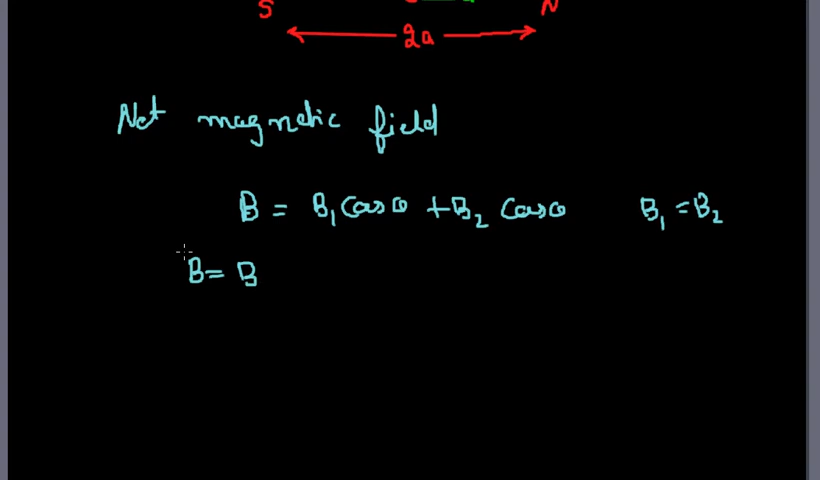 S N
2a
Net magnetic field
B = B₁ Cosθ + B₂ Cosθ B₁ = B₂
B = B